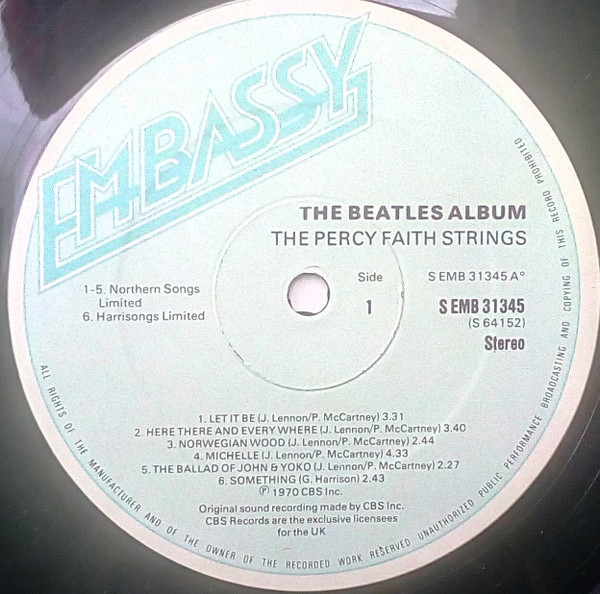 EMBASSY
THE BEATLES ALBUM
THE PERCY FAITH STRINGS
1-5. Northern Songs
Limited
6. Harrisongs Limited
Side
1
S EMB 31345 A°
S EMB 31345
(S 64152)
Stereo
1. LET IT BE (J. Lennon/P. McCartney) 3.31
2. HERE THERE AND EVERY WHERE (J. Lennon/P. McCartney) 3.40
3. NORWEGIAN WOOD (J. Lennon/P. McCartney) 2.44
4. MICHELLE (J. Lennon/P. McCartney) 4.33
5. THE BALLAD OF JOHN & YOKO (J. Lennon/P. McCartney) 2.27
6. SOMETHING (G. Harrison) 2.43
℗ 1970 CBS Inc.
Original sound recording made by CBS Inc.
CBS Records are the exclusive licensees
for the UK
ALL RIGHTS OF THE MANUFACTURER AND OF THE OWNER OF THE RECORDED WORK RESERVED UNAUTHORIZED PUBLIC PERFORMANCE BROADCASTING AND COPYING OF THIS RECORD PROHIBITED